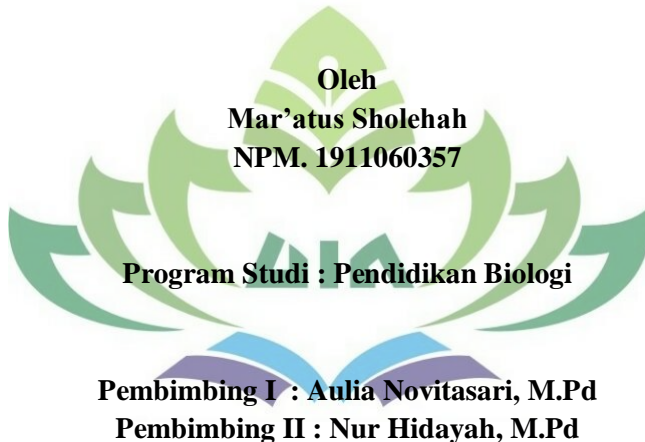 Oleh
Mar’atus Sholehah
NPM. 1911060357
Program Studi : Pendidikan Biologi
Pembimbing I : Aulia Novitasari, M.Pd
Pembimbing II : Nur Hidayah, M.Pd